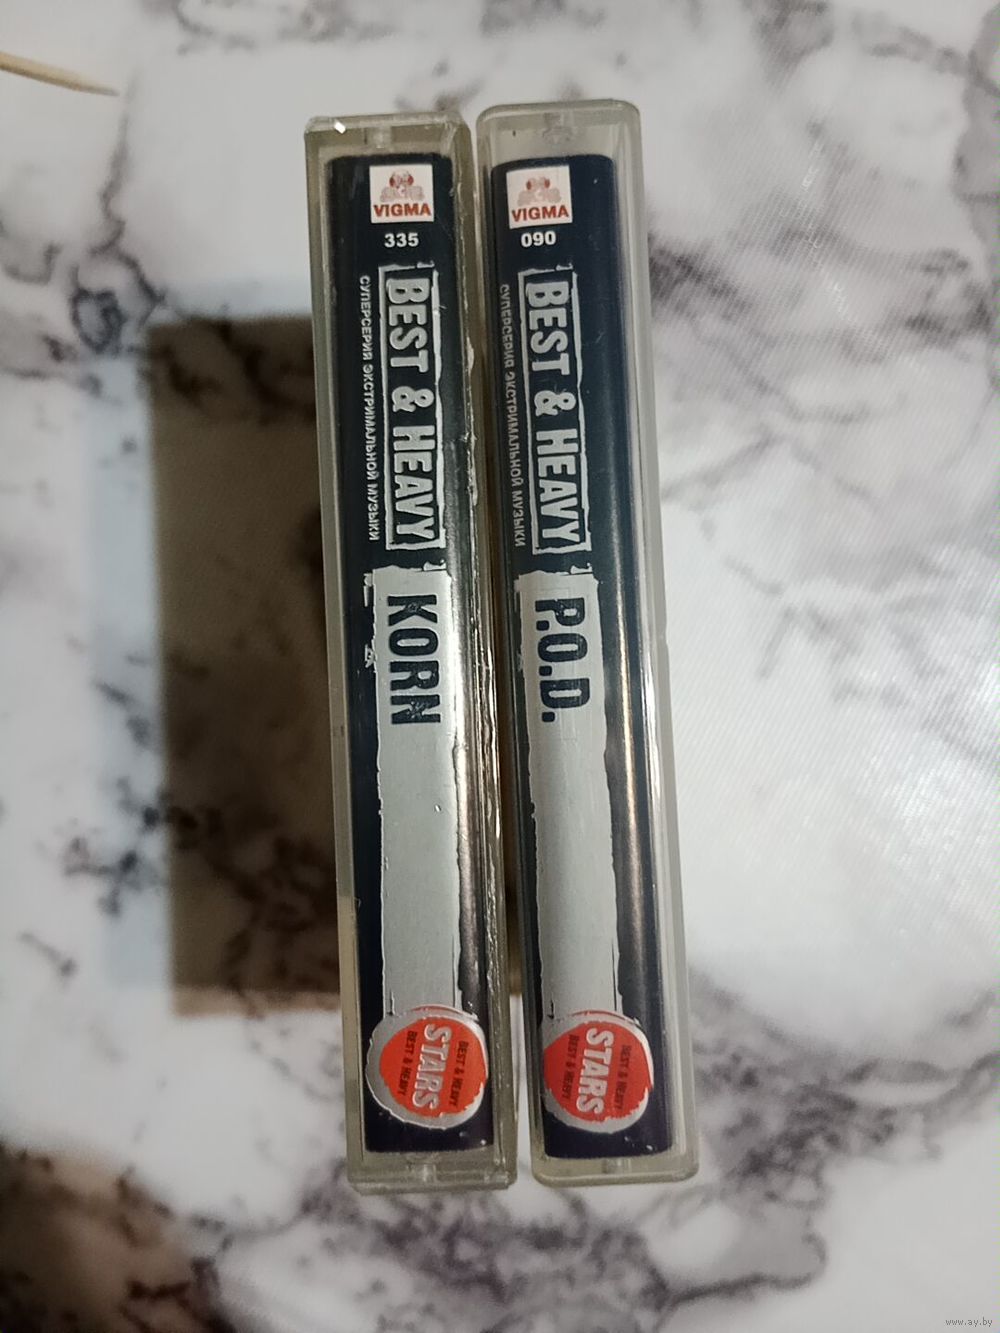 VIGMA
335
BEST & HEAVY
СУПЕРСЕРИЯ ЭКСТРИМАЛЬНОЙ МУЗЫКИ
KORN
BEST & HEAVY
STARS
BEST & HEAVY
VIGMA
090
BEST & HEAVY
СУПЕРСЕРИЯ ЭКСТРИМАЛЬНОЙ МУЗЫКИ
P.O.D.
BEST & HEAVY
STARS
BEST & HEAVY
www.ay.by